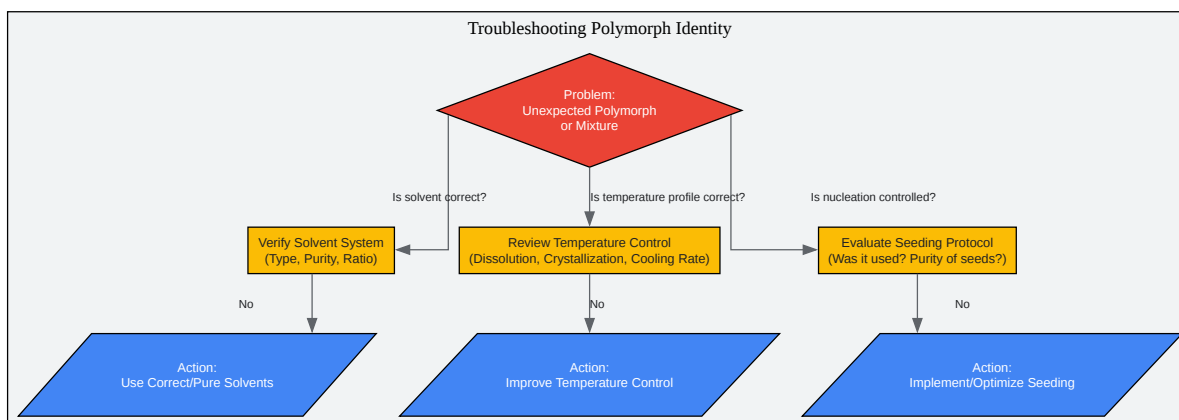 Troubleshooting Polymorph Identity
Problem:
Unexpected Polymorph
or Mixture
Is solvent correct?
Is temperature profile correct?
Is nucleation controlled?
Verify Solvent System
(Type, Purity, Ratio)
Review Temperature Control
(Dissolution, Crystallization, Cooling Rate)
Evaluate Seeding Protocol
(Was it used? Purity of seeds?)
No
No
No
Action:
Use Correct/Pure Solvents
Action:
Improve Temperature Control
Action:
Implement/Optimize Seeding